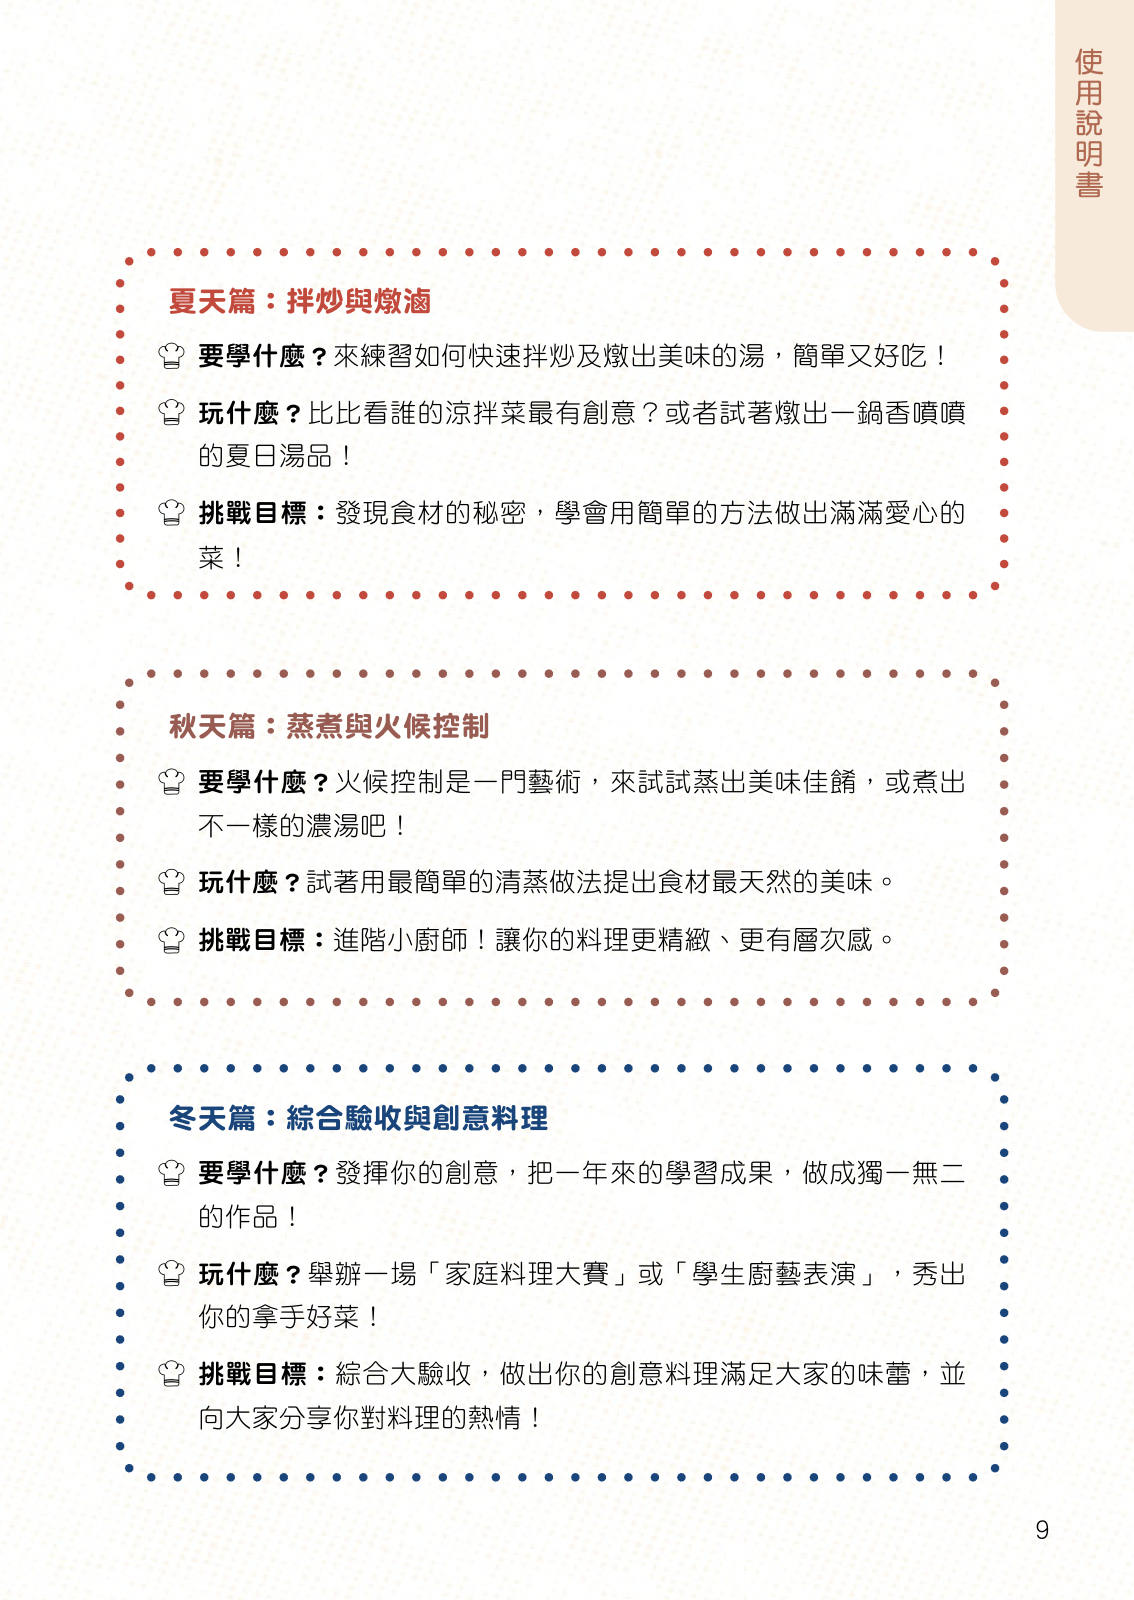 使用說明書
夏天篇：拌炒與燉滷
要學什麼？來練習如何快速拌炒及燉出美味的湯，簡單又好吃！
玩什麼？比比看誰的涼拌菜最有創意？或者試著燉出一鍋香噴噴
的夏日湯品！
挑戰目標：發現食材的秘密，學會用簡單的方法做出滿滿愛心的
菜！
秋天篇：蒸煮與火候控制
要學什麼？火候控制是一門藝術，來試試蒸出美味佳餚，或煮出
不一樣的濃湯吧！
玩什麼？試著用最簡單的清蒸做法提出食材最天然的美味。
挑戰目標：進階小廚師！讓你的料理更精緻、更有層次感。
冬天篇：綜合驗收與創意料理
要學什麼？發揮你的創意，把一年來的學習成果，做成獨一無二
的作品！
玩什麼？舉辦一場「家庭料理大賽」或「學生廚藝表演」，秀出
你的拿手好菜！
挑戰目標：綜合大驗收，做出你的創意料理滿足大家的味蕾，並
向大家分享你對料理的熱情！
9